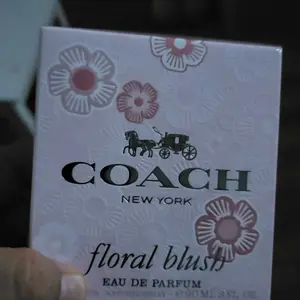 COACH
NEW YORK
floral blush
EAU DE PARFUM